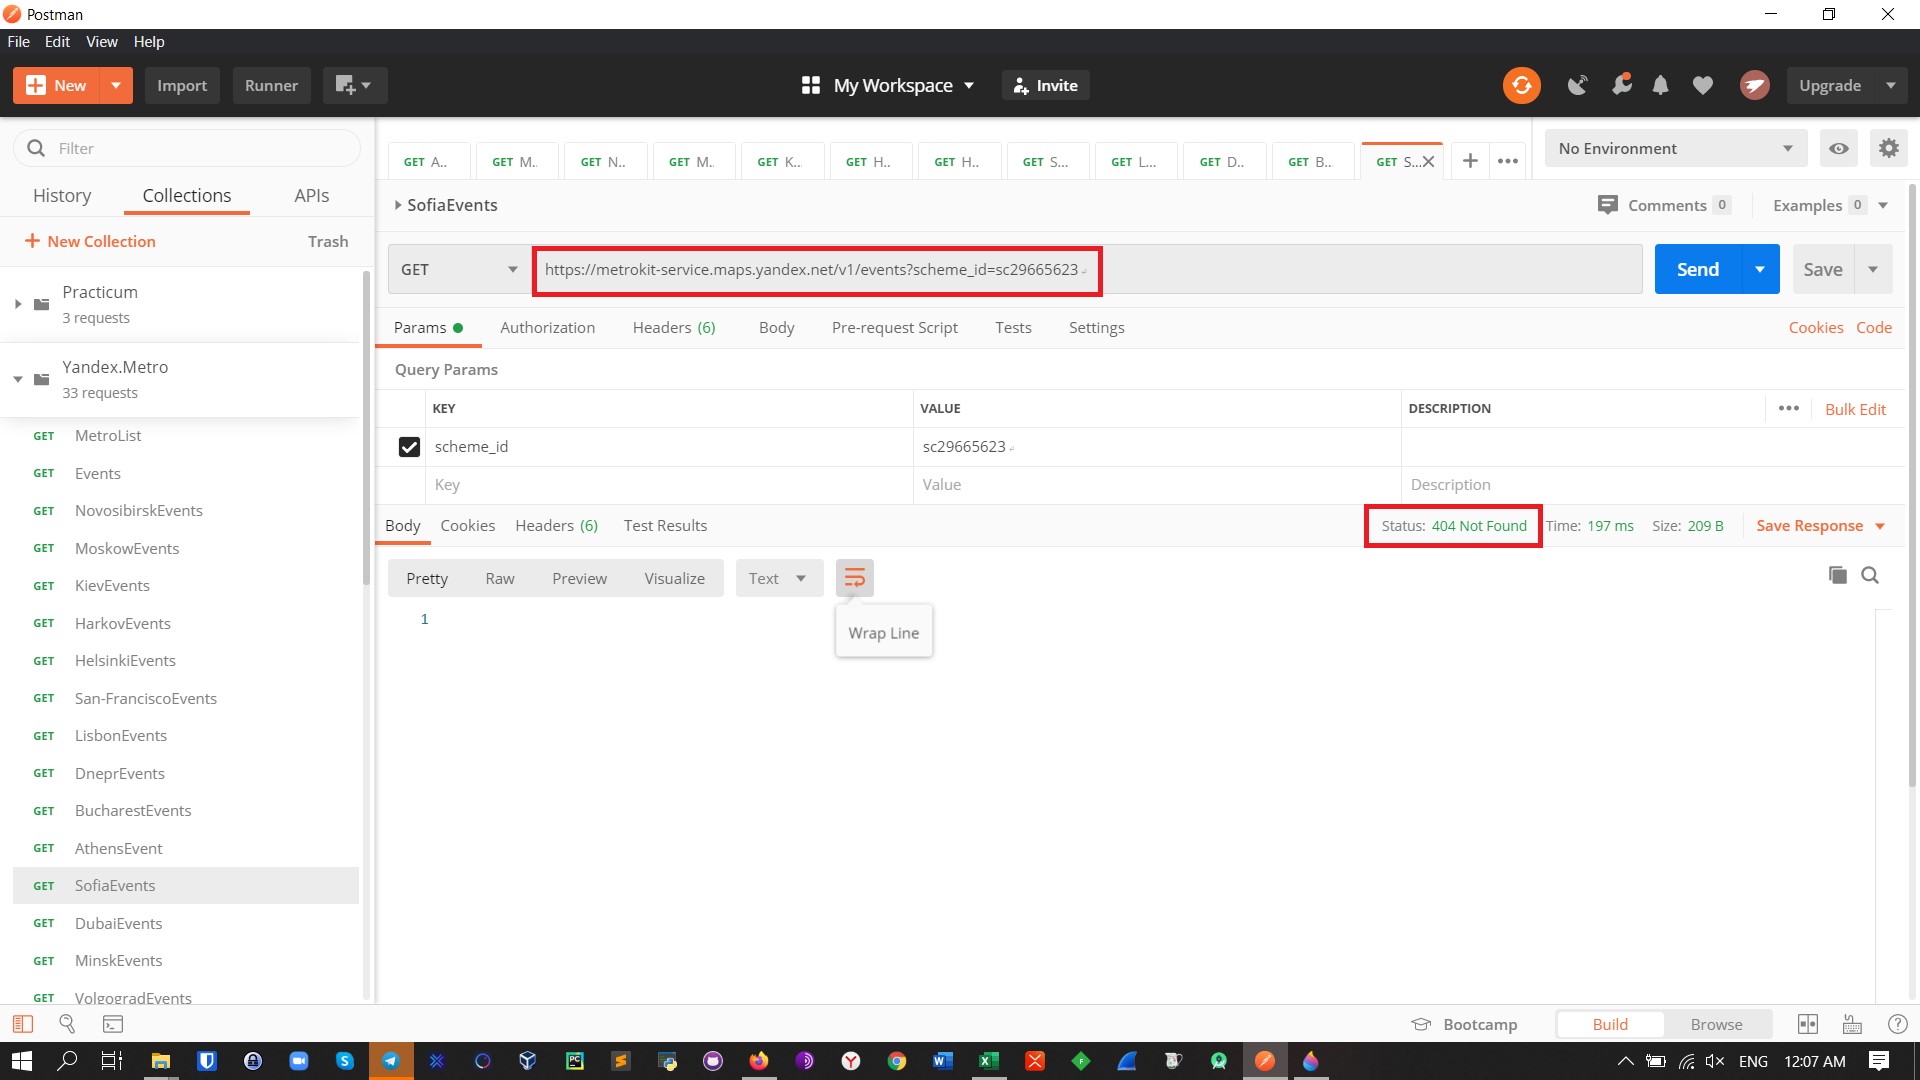 Postman
File Edit View Help
New Import Runner My Workspace Invite Upgrade
Filter
History Collections APIs
New Collection Trash
Practicum
3 requests
Yandex.Metro
33 requests
GET MetroList
GET Events
GET NovosibirskEvents
GET MoskowEvents
GET KievEvents
GET HarkovEvents
GET HelsinkiEvents
GET San-FranciscoEvents
GET LisbonEvents
GET DneprEvents
GET BucharestEvents
GET AthensEvent
GET SofiaEvents
GET DubaiEvents
GET MinskEvents
GET VolgogradEvents
GET A.. GET M.. GET N.. GET M.. GET K.. GET H.. GET H.. GET S... GET L... GET D.. GET B... GET S... No Environment
SofiaEvents Comments 0 Examples 0
GET https://metrokit-service.maps.yandex.net/v1/events?scheme_id=sc29665623 Send Save
Params Authorization Headers (6) Body Pre-request Script Tests Settings Cookies Code
Query Params
KEY VALUE DESCRIPTION Bulk Edit
scheme_id sc29665623
Key Value Description
Body Cookies Headers (6) Test Results Status: 404 Not Found Time: 197 ms Size: 209 B Save Response
Pretty Raw Preview Visualize Text
1
Wrap Line
Bootcamp Build Browse
ENG 12:07 AM